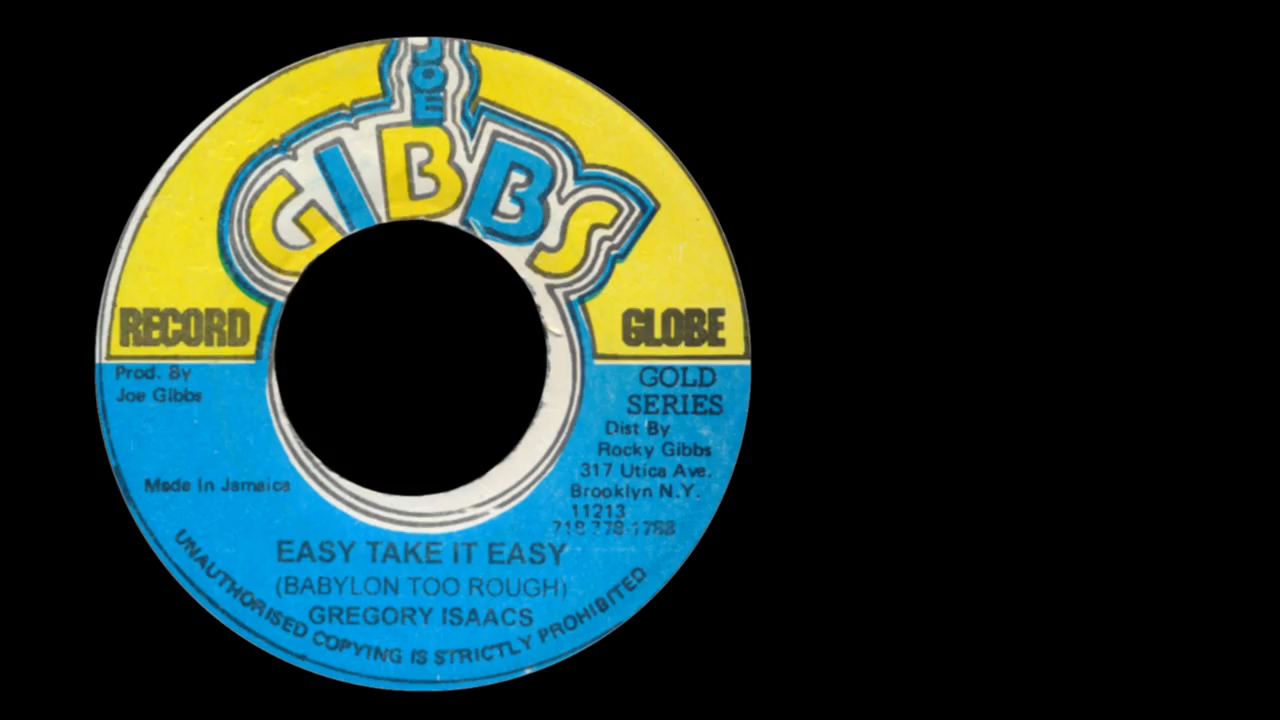 JOE
GIBBS
RECORD
GLOBE
Prod. By
Joe Gibbs
Made In Jamaica
GOLD
SERIES
Dist By
Rocky Gibbs
317 Utica Ave.
Brooklyn N.Y.
11213
EASY TAKE IT EASY
(BABYLON TOO ROUGH)
GREGORY ISAACS
UNAUTHORISED COPYING IS STRICTLY PROHIBITED